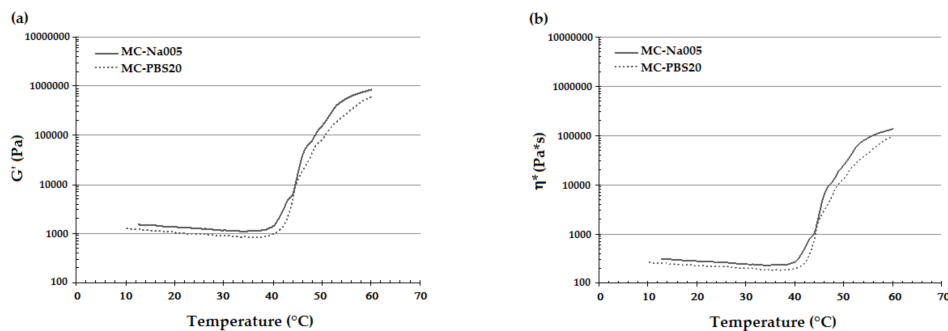 (a)
10000000
1000000
100000
10000
1000
100
G' (Pa)
MC-Na005
MC-PBS20
0 10 20 30 40 50 60 70
Temperature (°C)
(b)
10000000
1000000
100000
10000
1000
100
η* (Pa*s)
MC-Na005
MC-PBS20
0 10 20 30 40 50 60 70
Temperature (°C)